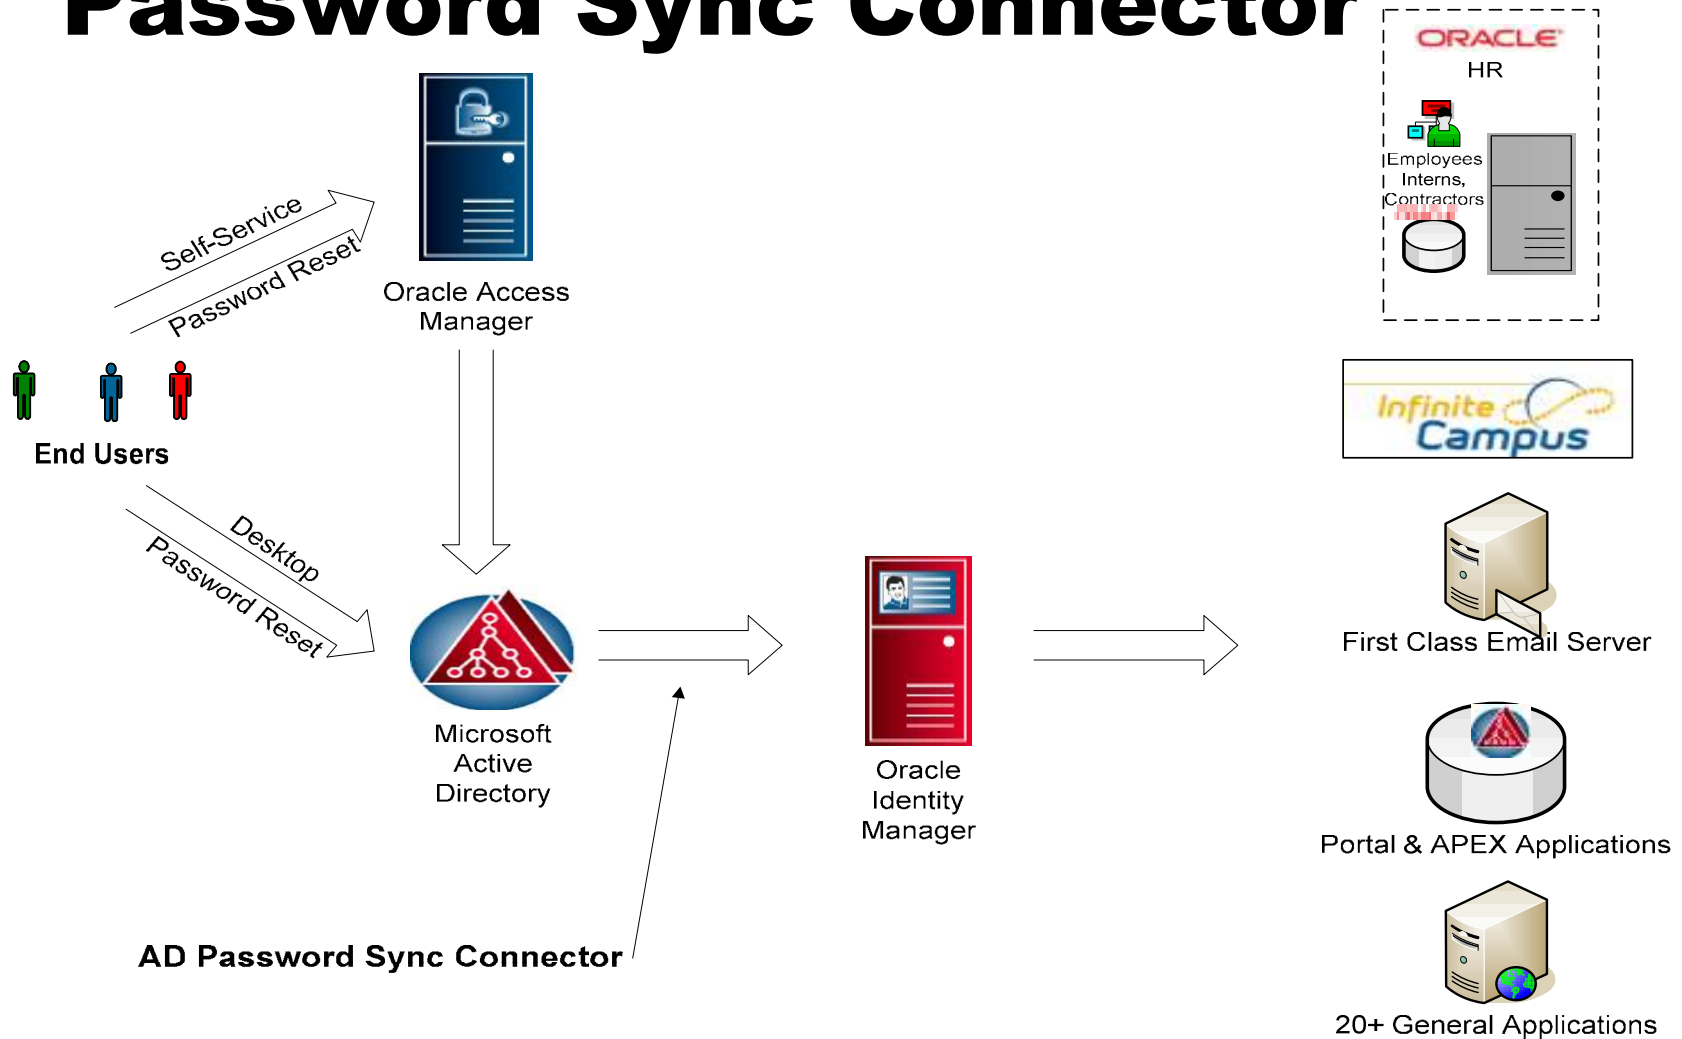 Password Sync Connector
ORACLE
HR
Employees
Interns,
Contractors
Self-Service
Password Reset
Oracle Access
Manager
End Users
Infinite
Campus
Desktop
Password Reset
First Class Email Server
Microsoft
Active
Directory
Oracle
Identity
Manager
Portal & APEX Applications
AD Password Sync Connector
20+ General Applications